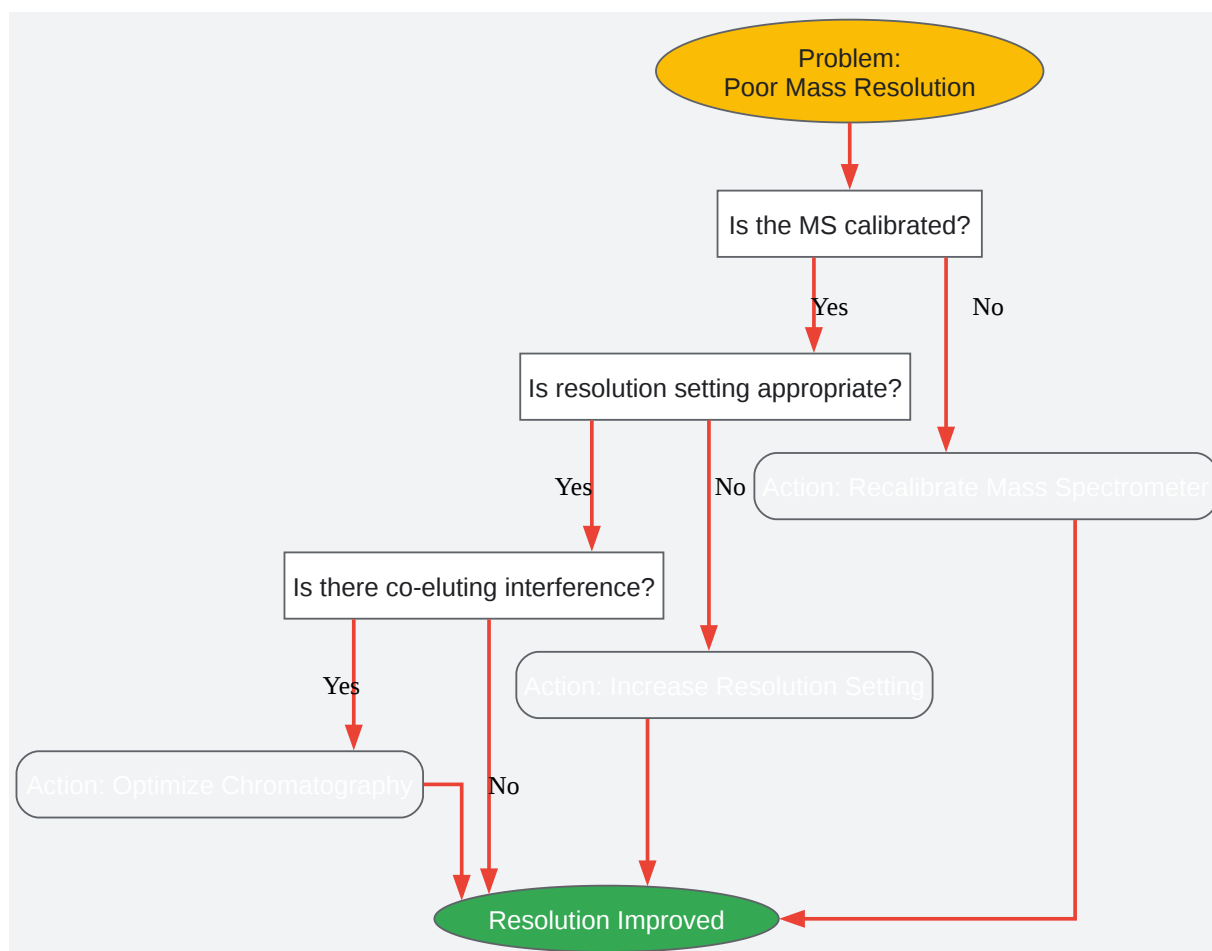 Problem:
Poor Mass Resolution
Is the MS calibrated?
Yes
No
Is resolution setting appropriate?
Yes
No
Action: Recalibrate Mass Spectrometer
Is there co-eluting interference?
Yes
No
Action: Increase Resolution Setting
Action: Optimize Chromatography
Resolution Improved